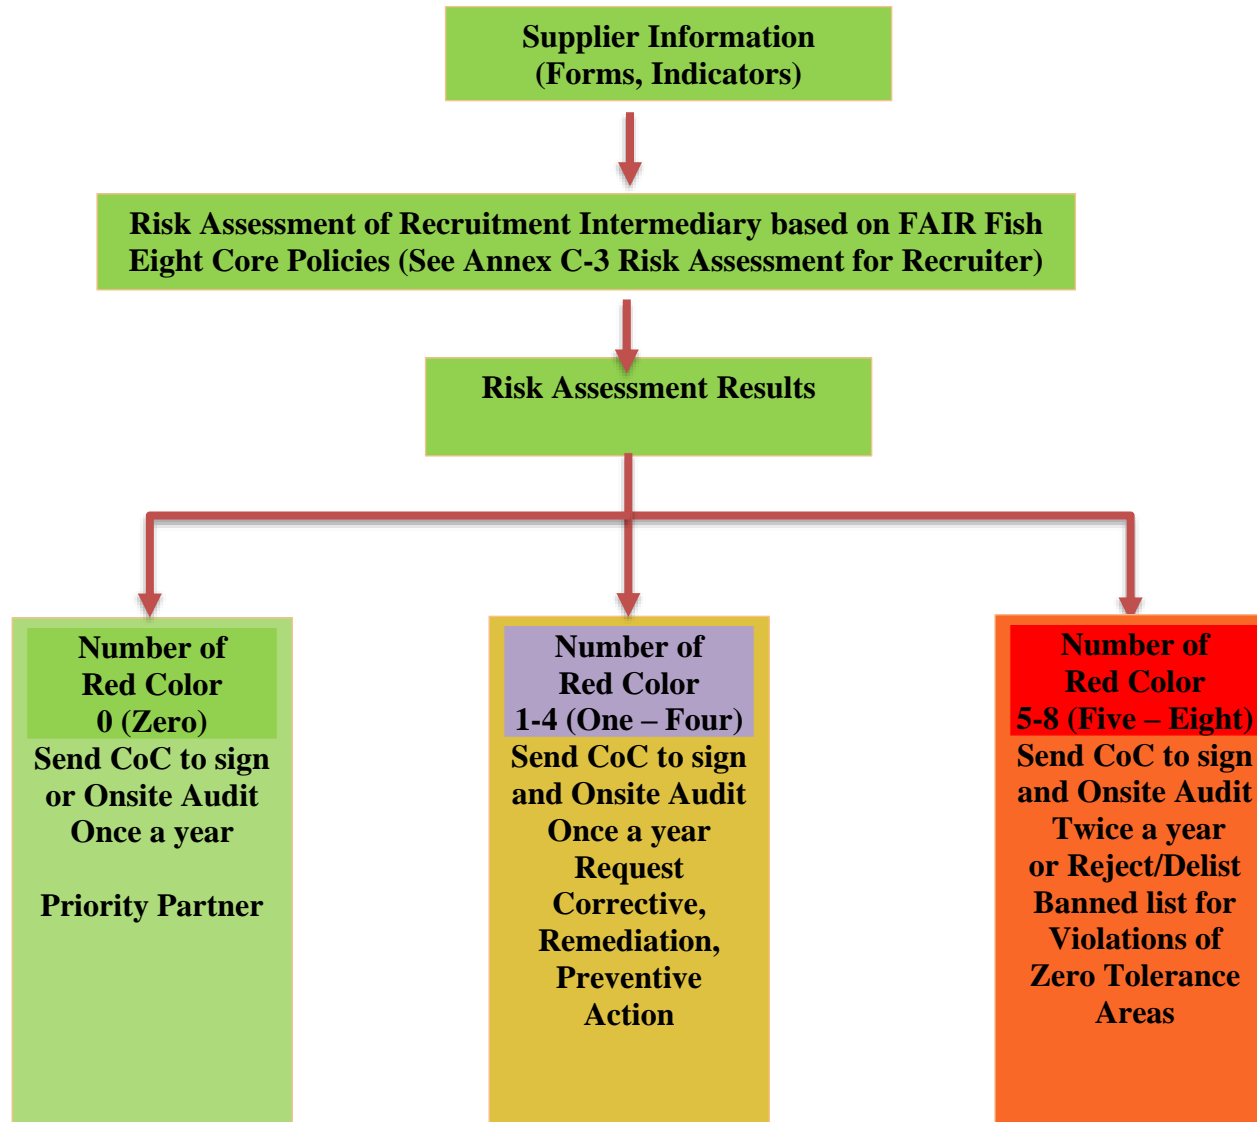 Supplier Information
(Forms, Indicators)
Risk Assessment of Recruitment Intermediary based on FAIR Fish
Eight Core Policies (See Annex C-3 Risk Assessment for Recruiter)
Risk Assessment Results
Number of
Red Color
0 (Zero)
Send CoC to sign
or Onsite Audit
Once a year
Priority Partner
Number of
Red Color
1-4 (One – Four)
Send CoC to sign
and Onsite Audit
Once a year
Request
Corrective,
Remediation,
Preventive
Action
Number of
Red Color
5-8 (Five – Eight)
Send CoC to sign
and Onsite Audit
Twice a year
or Reject/Delist
Banned list for
Violations of
Zero Tolerance
Areas